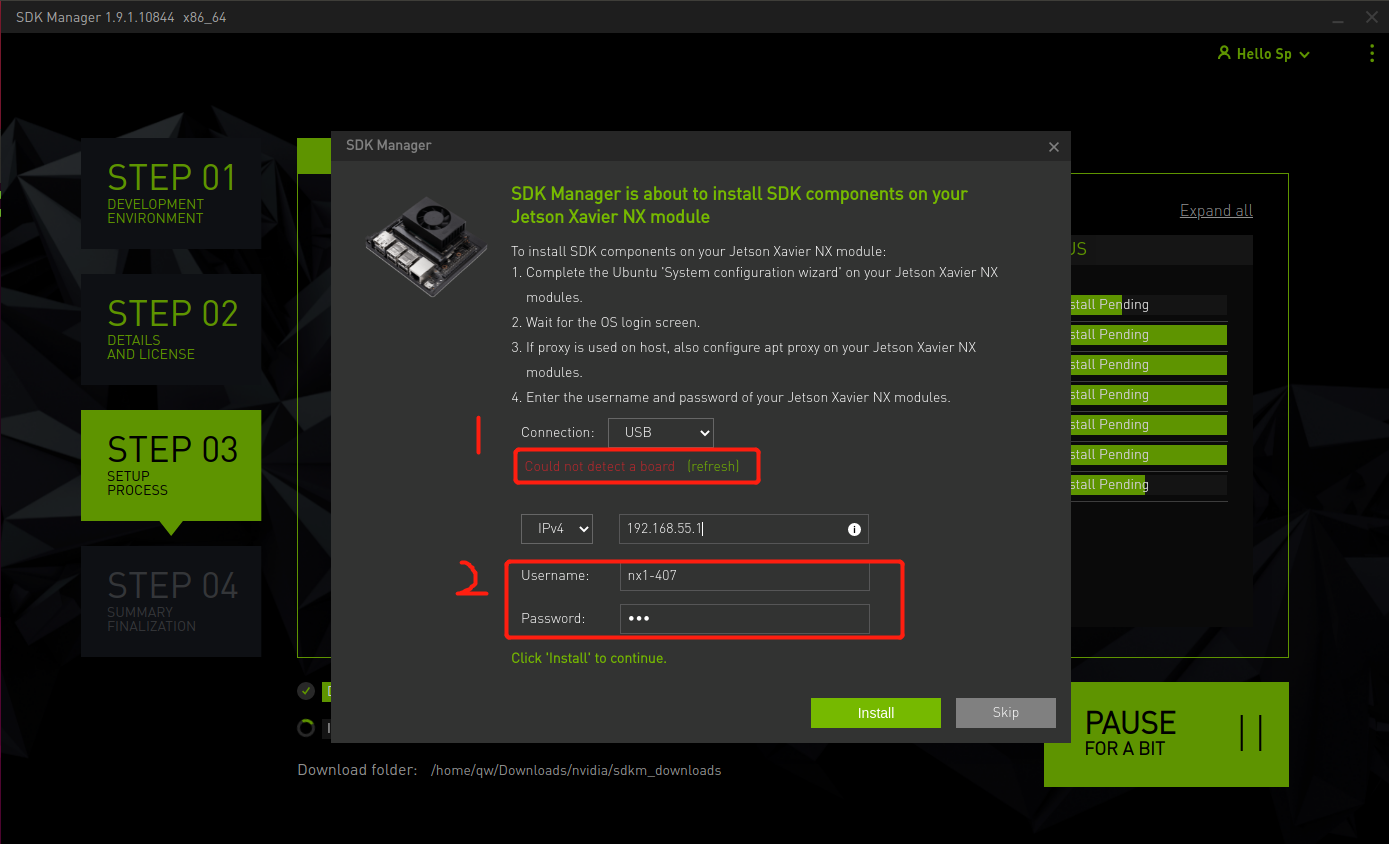 SDK Manager 1.9.1.10844 x86_64
Hello Sp
STEP 01
DEVELOPMENT
ENVIRONMENT
STEP 02
DETAILS
AND LICENSE
STEP 03
SETUP
PROCESS
STEP 04
SUMMARY
FINALIZATION
Expand all
SDK Manager
SDK Manager is about to install SDK components on your
Jetson Xavier NX module
To install SDK components on your Jetson Xavier NX module:
1. Complete the Ubuntu 'System configuration wizard' on your Jetson Xavier NX
modules.
2. Wait for the OS login screen.
3. If proxy is used on host, also configure apt proxy on your Jetson Xavier NX
modules.
4. Enter the username and password of your Jetson Xavier NX modules.
1
Connection: USB
Could not detect a board (refresh)
IPv4 192.168.55.1
2
Username: nx1-407
Password: •••
Click 'Install' to continue.
Install
Skip
US
stall Pending
stall Pending
stall Pending
stall Pending
stall Pending
stall Pending
stall Pending
PAUSE
FOR A BIT
Download folder: /home/qw/Downloads/nvidia/sdkm_downloads